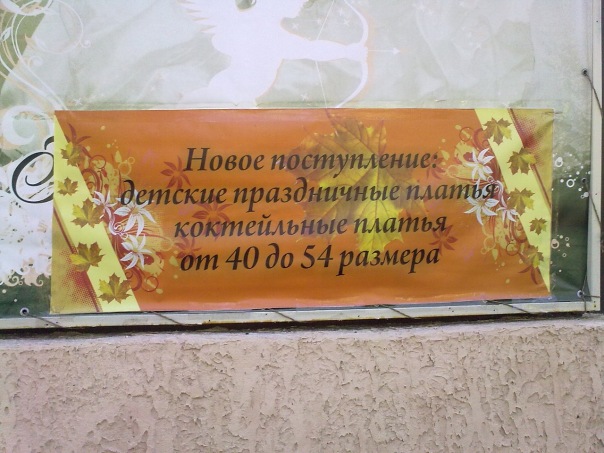 Новое поступление:
детские праздничные платья
коктейльные платья
от 40 до 54 размера